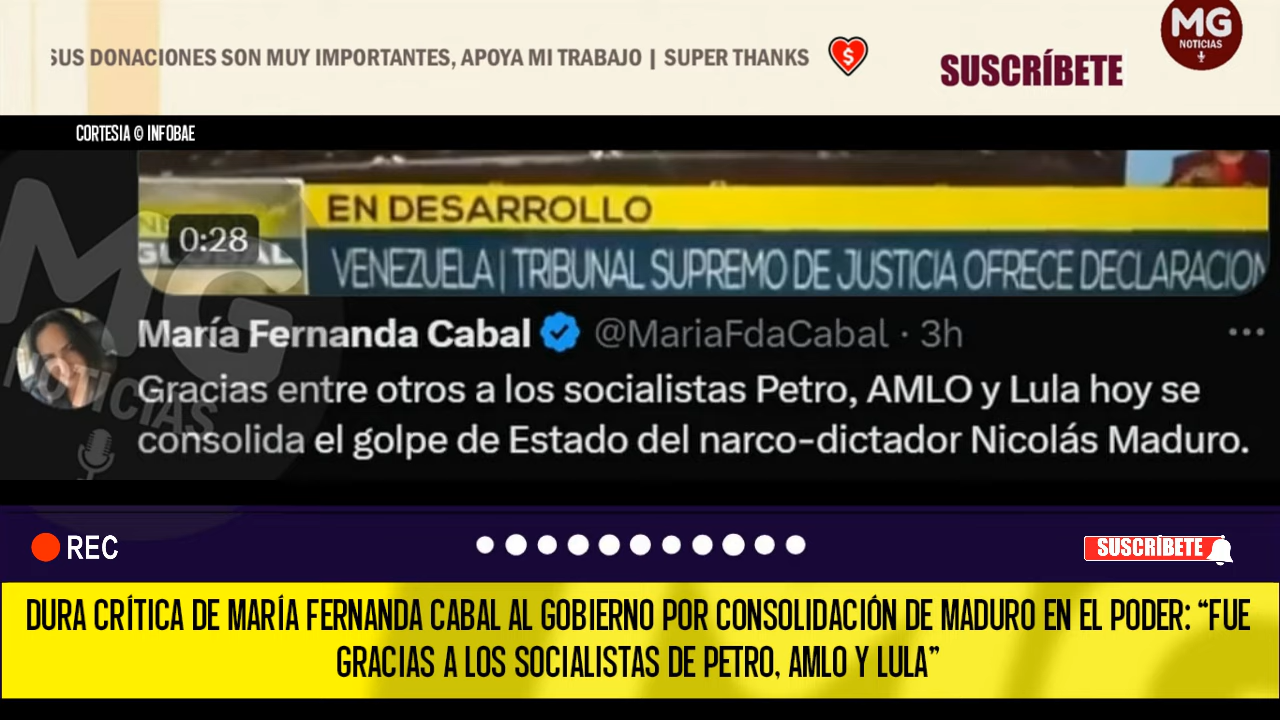 SUS DONACIONES SON MUY IMPORTANTES, APOYA MI TRABAJO | SUPER THANKS
$
SUSCRÍBETE
MG
NOTICIAS
CORTESIA © INFOBAE
EN DESARROLLO
0:28
GLOBAL
VENEZUELA | TRIBUNAL SUPREMO DE JUSTICIA OFRECE DECLARACION
María Fernanda Cabal @MariaFdaCabal · 3h
Gracias entre otros a los socialistas Petro, AMLO y Lula hoy se
consolida el golpe de Estado del narco-dictador Nicolás Maduro.
MG
NOTICIAS
REC
SUSCRÍBETE
DURA CRÍTICA DE MARÍA FERNANDA CABAL AL GOBIERNO POR CONSOLIDACIÓN DE MADURO EN EL PODER: “FUE
GRACIAS A LOS SOCIALISTAS DE PETRO, AMLO Y LULA”